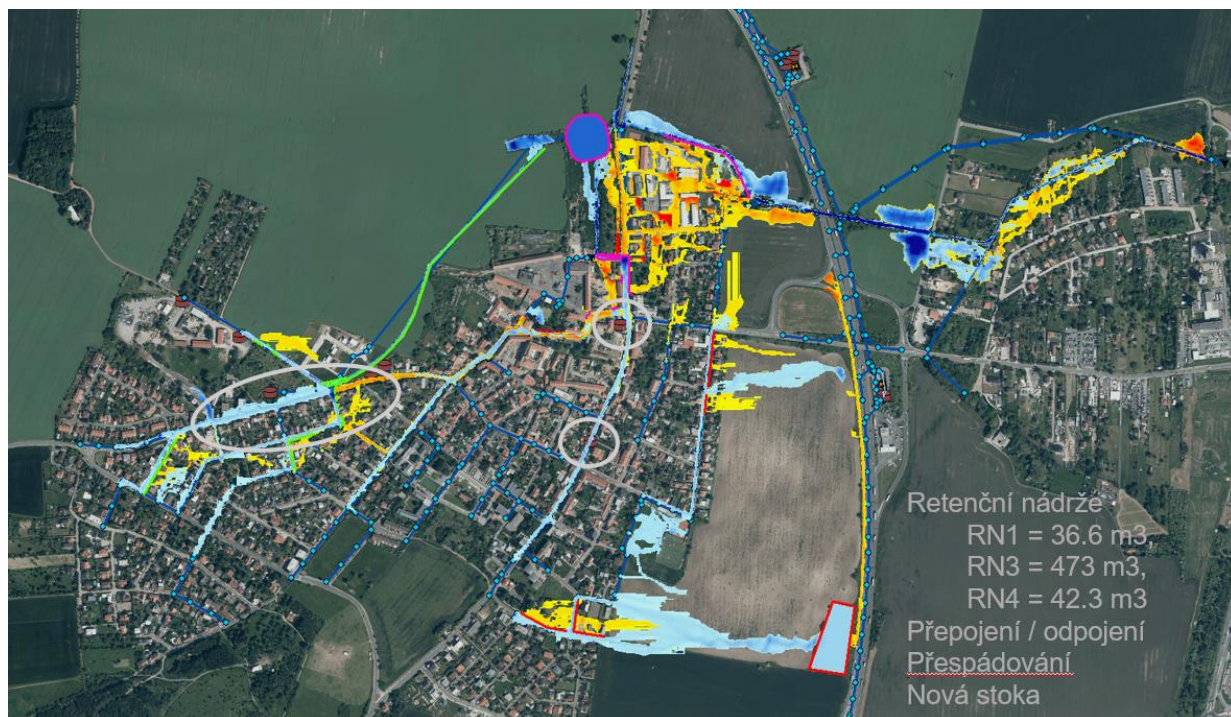 Retenční nádrže :
RN1 = 36.6 m3,
RN3 = 473 m3,
RN4 = 42.3 m3
Přepojení / odpojení
Přespádování
Nová stoka